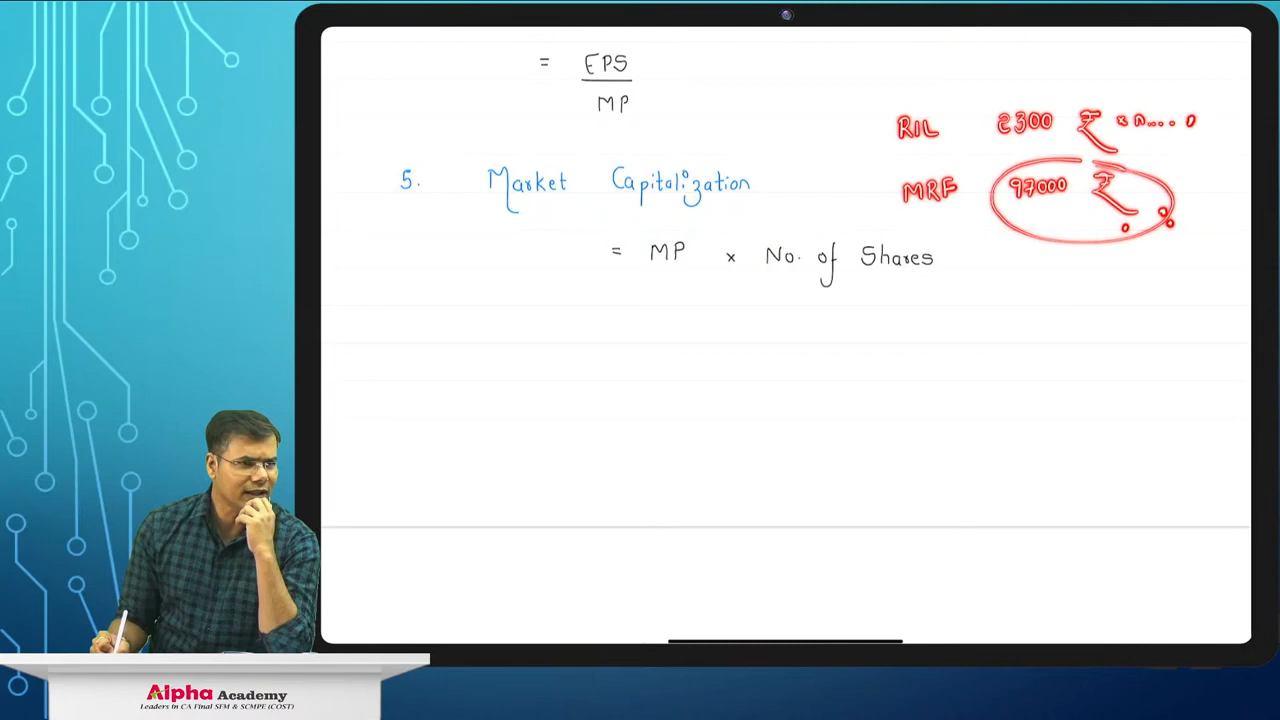 = EPS
MP
RIL 2300 ₹ × n.... 0
5. Market Capitalization
MRF 97000 ₹
= MP × No. of Shares
Alpha Academy
Leaders in CA Final SFM & SCMPE (COST)